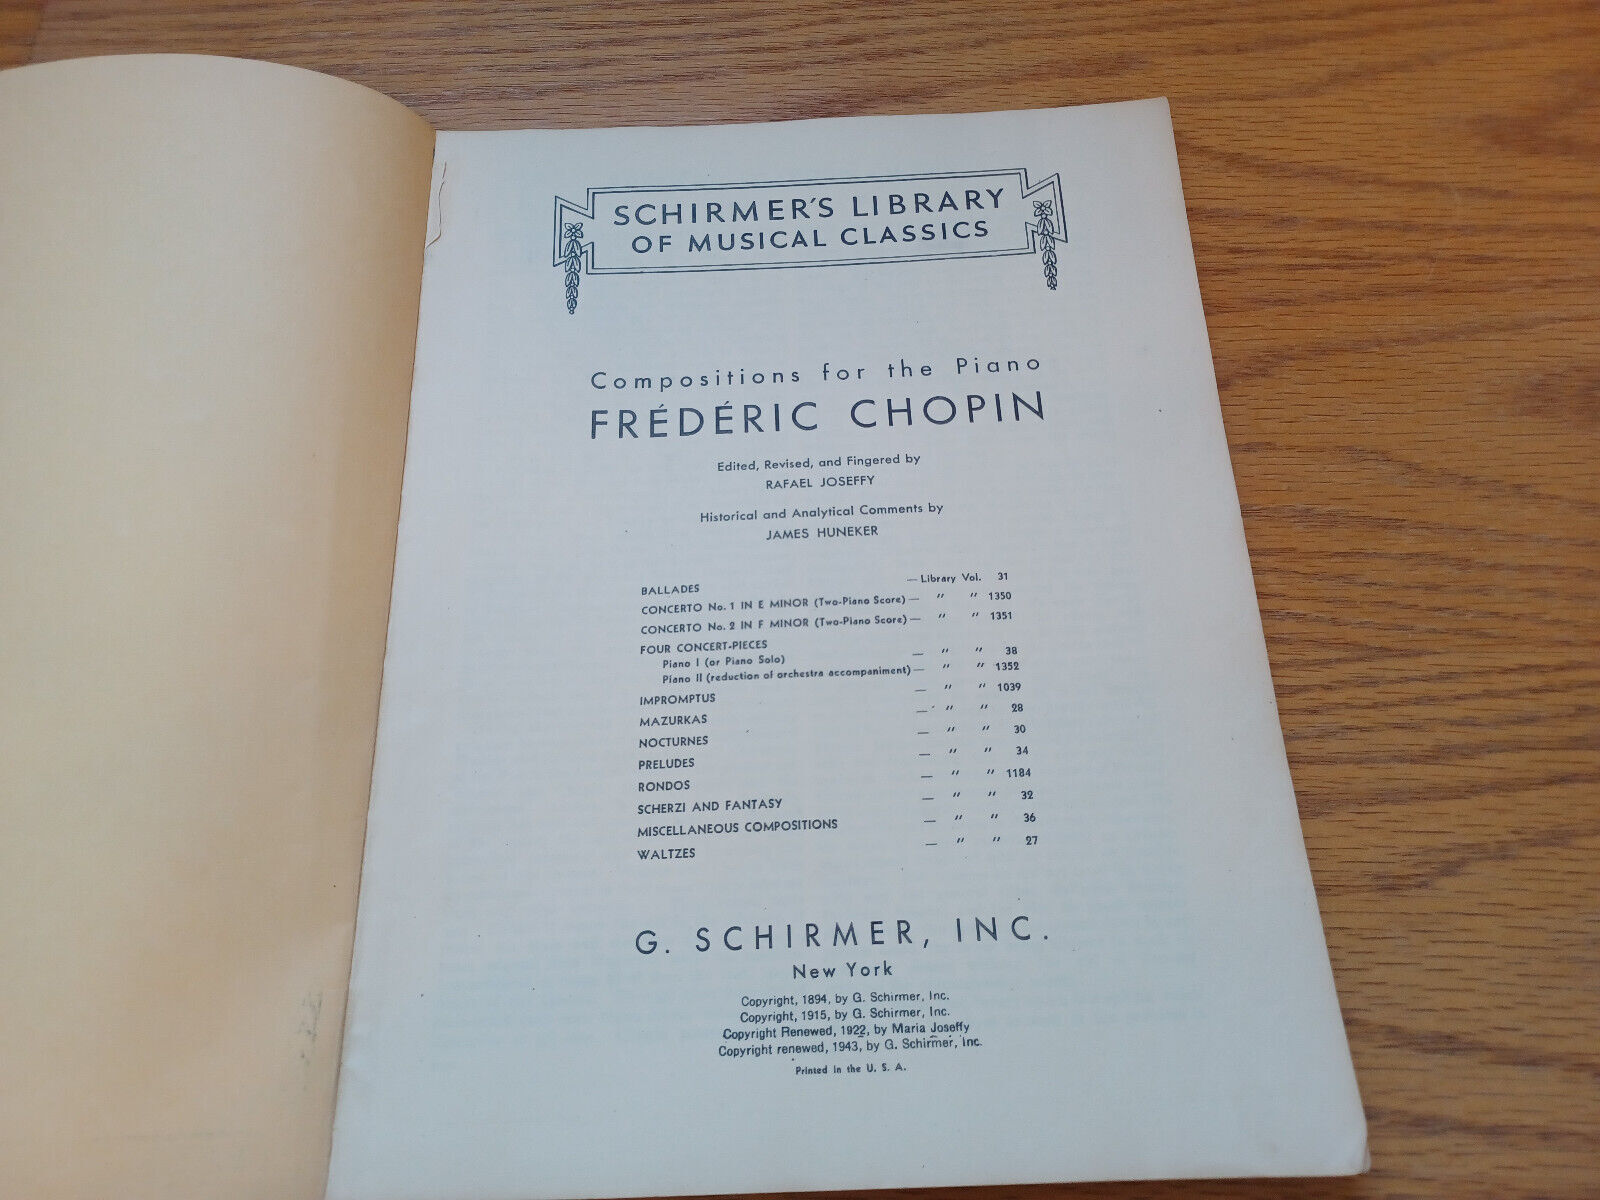 SCHIRMER'S LIBRARY
OF MUSICAL CLASSICS
Compositions for the Piano
FRÉDÉRIC CHOPIN
Edited, Revised, and Fingered by
RAFAEL JOSEFFY
Historical and Analytical Comments by
JAMES HUNEKER
BALLADES — Library Vol. 31
CONCERTO No. 1 IN E MINOR (Two-Piano Score) — " " 1350
CONCERTO No. 2 IN F MINOR (Two-Piano Score) — " " 1351
FOUR CONCERT-PIECES
Piano I (or Piano Solo) — " " 38
Piano II (reduction of orchestra accompaniment) — " " 1352
IMPROMPTUS — " " 1039
MAZURKAS — " " 28
NOCTURNES — " " 30
PRELUDES — " " 34
RONDOS — " " 1184
SCHERZI AND FANTASY — " " 32
MISCELLANEOUS COMPOSITIONS — " " 36
WALTZES — " " 27
G. SCHIRMER, INC.
New York
Copyright, 1894, by G. Schirmer, Inc.
Copyright, 1915, by G. Schirmer, Inc.
Copyright Renewed, 1922, by Maria Joseffy
Copyright renewed, 1943, by G. Schirmer, Inc.
Printed in the U. S. A.